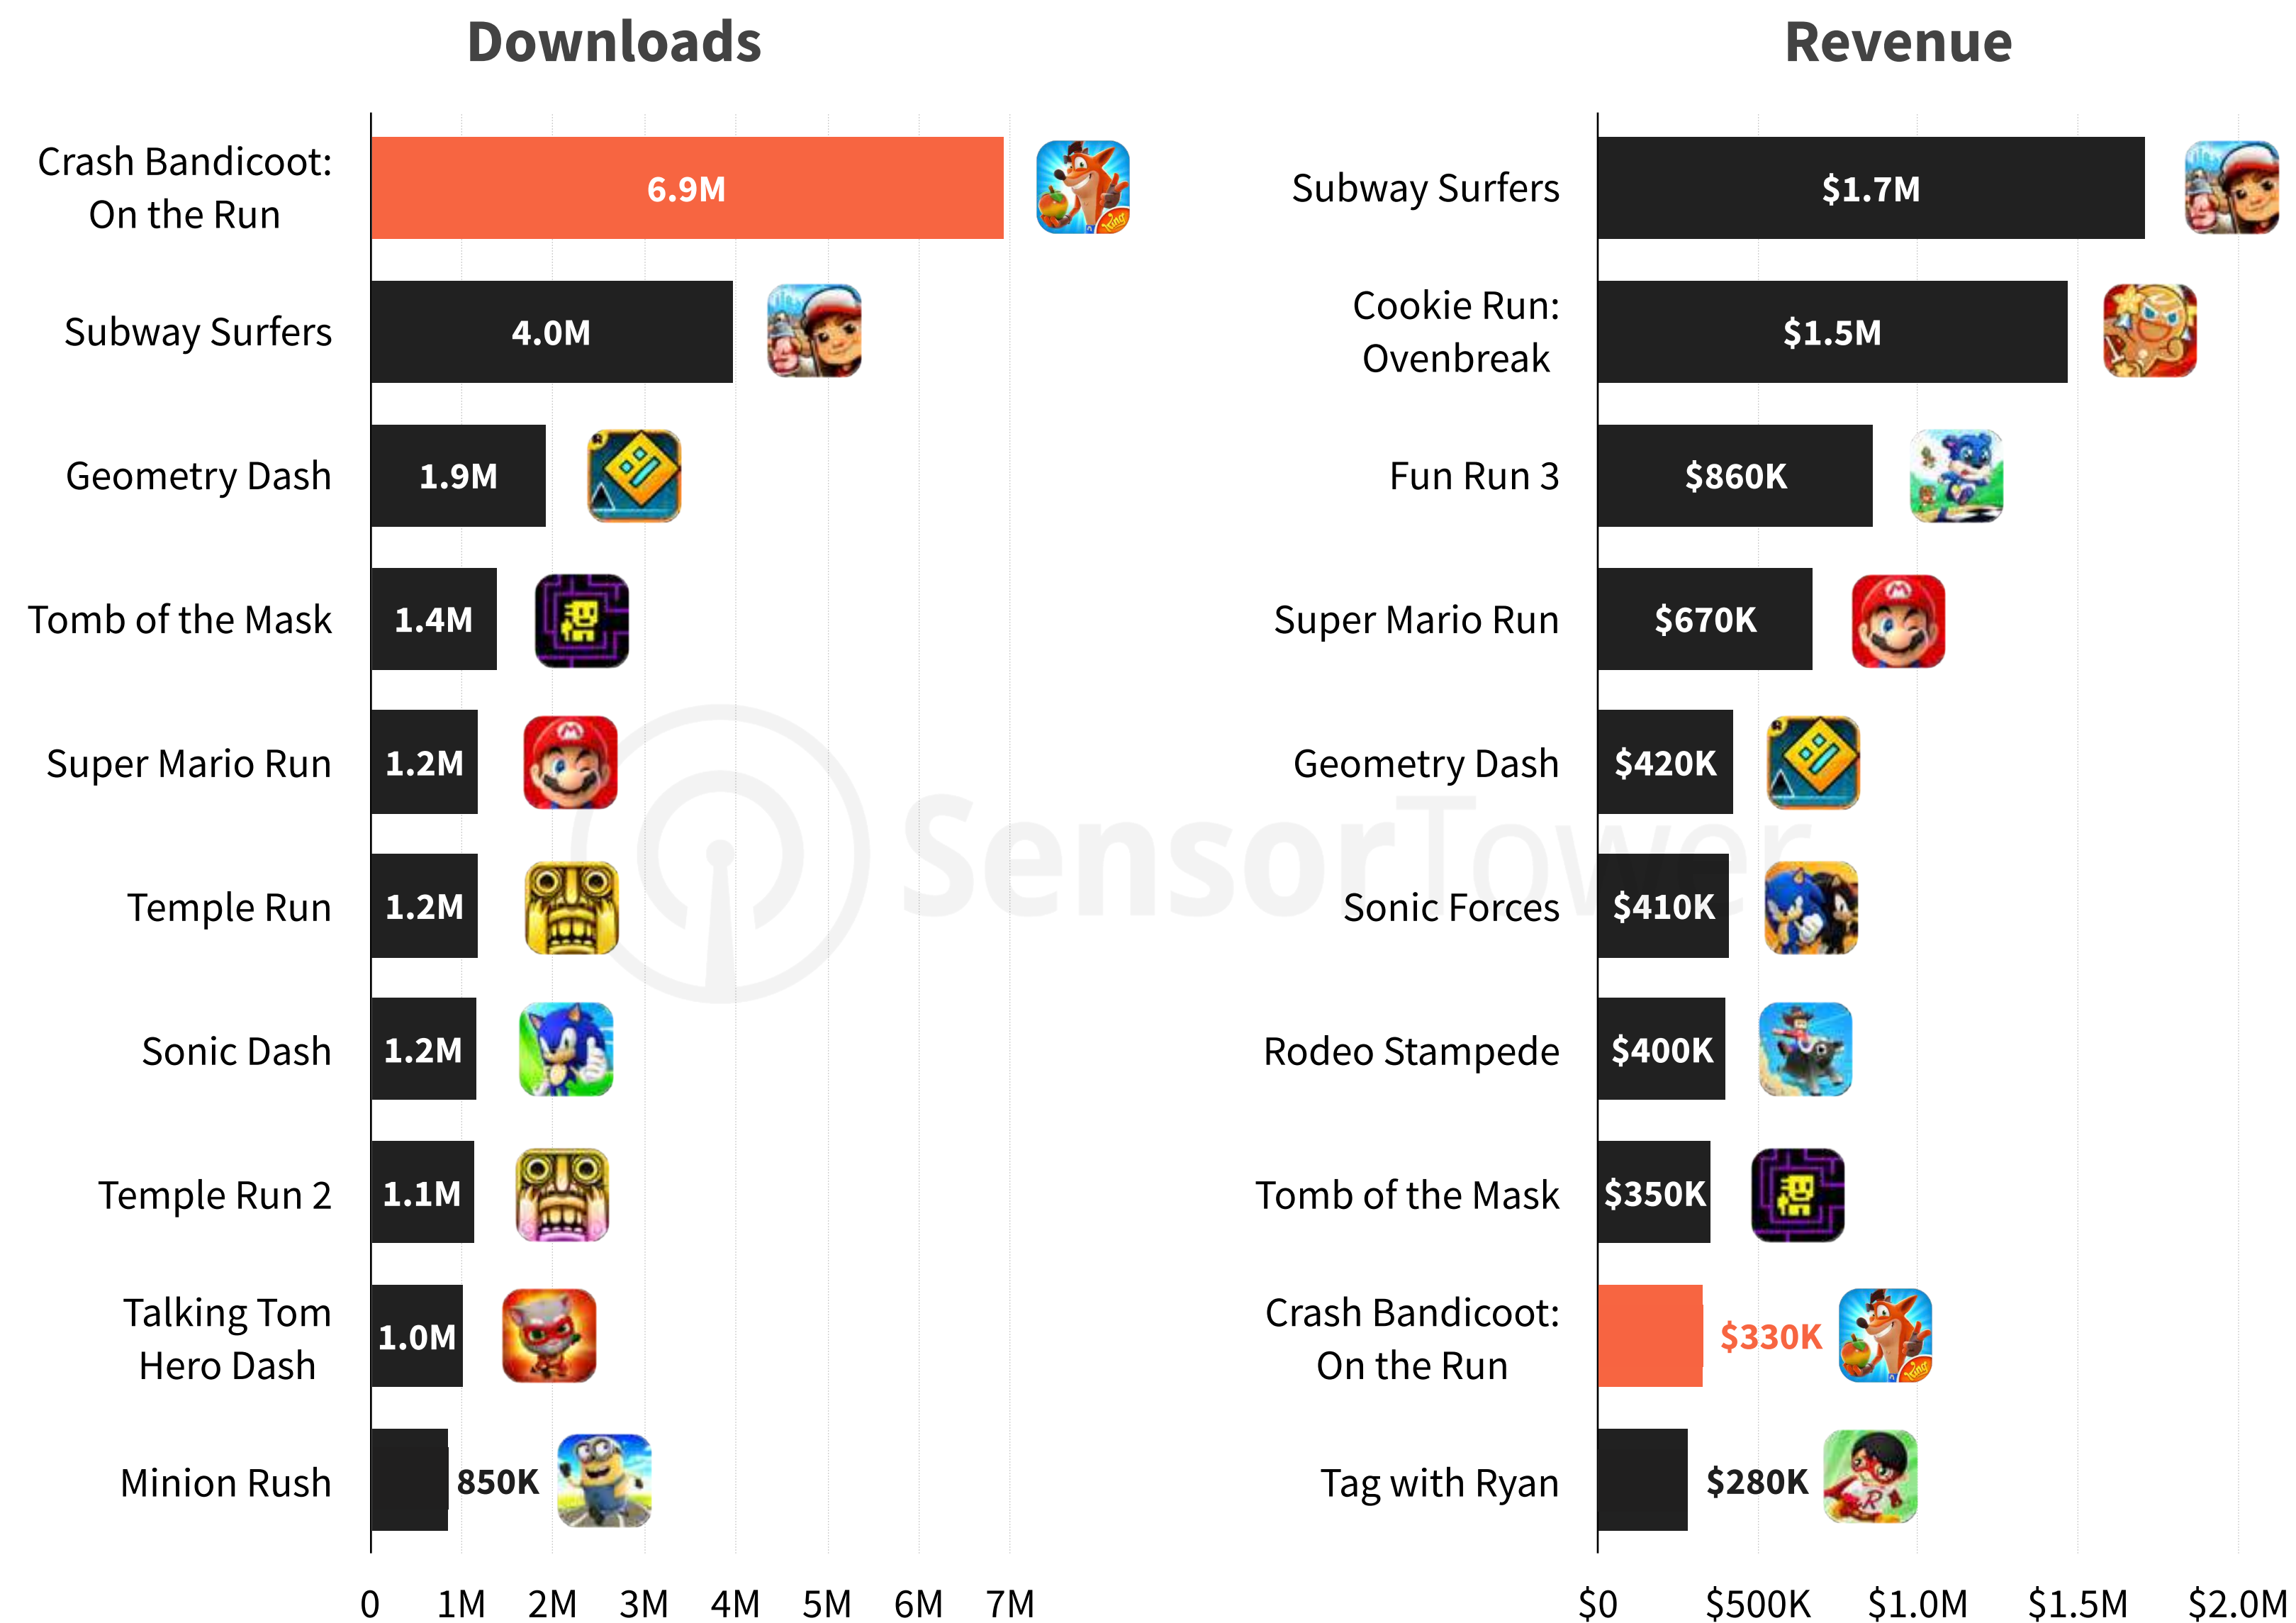 Downloads
Crash Bandicoot:
On the Run
6.9M
Subway Surfers
4.0M
Geometry Dash
1.9M
Tomb of the Mask
1.4M
Super Mario Run
1.2M
Temple Run
1.2M
Sonic Dash
1.2M
Temple Run 2
1.1M
Talking Tom
Hero Dash
1.0M
Minion Rush
850K
0 1M 2M 3M 4M 5M 6M 7M
Revenue
Subway Surfers
$1.7M
Cookie Run:
Ovenbreak
$1.5M
Fun Run 3
$860K
Super Mario Run
$670K
Geometry Dash
$420K
Sonic Forces
$410K
Rodeo Stampede
$400K
Tomb of the Mask
$350K
Crash Bandicoot:
On the Run
$330K
King
Tag with Ryan
$280K
$0 $500K $1.0M $1.5M $2.0M
SensorTower